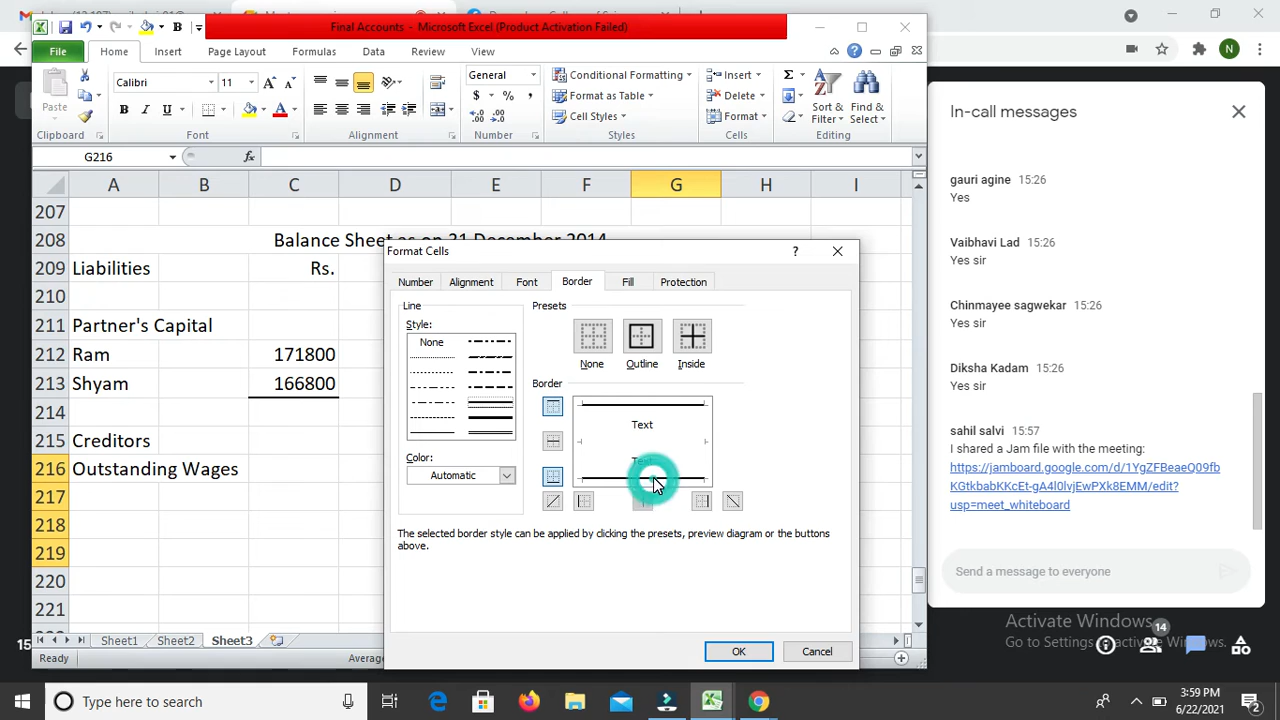 Final Accounts - Microsoft Excel (Product Activation Failed)
File Home Insert Page Layout Formulas Data Review View
Calibri 11 General
Conditional Formatting
Format as Table
Cell Styles
Insert
Delete
Format
Sort & Filter
Find & Select
Paste
B I U
Clipboard Font Alignment Number Styles Cells Editing
G216 fx
A B C D E F G H I
207
208 Balance Sheet as on 31 December 2014
209 Liabilities Rs.
210
211 Partner's Capital
212 Ram 171800
213 Shyam 166800
214
215 Creditors
216 Outstanding Wages
217
218
219
220
221
Format Cells
Number Alignment Font Border Fill Protection
Line
Style:
None
Color:
Automatic
Presets
None Outline Inside
Border
Text
The selected border style can be applied by clicking the presets, preview diagram or the buttons
above.
OK Cancel
Sheet1 Sheet2 Sheet3
Ready
In-call messages
gauri agine 15:26
Yes
Vaibhavi Lad 15:26
Yes sir
Chinmayee sagwekar 15:26
Yes sir
Diksha Kadam 15:26
Yes sir
sahil salvi 15:57
I shared a Jam file with the meeting:
https://jamboard.google.com/d/1YgZFBeaeQ09fb
KGtkbabKKcEt-gA4l0lvjEwPXk8EMM/edit?
usp=meet_whiteboard
Send a message to everyone
Activate Windows
Go to Settings to activate Windows.
14
N
15
Type here to search
3:59 PM
6/22/2021
2